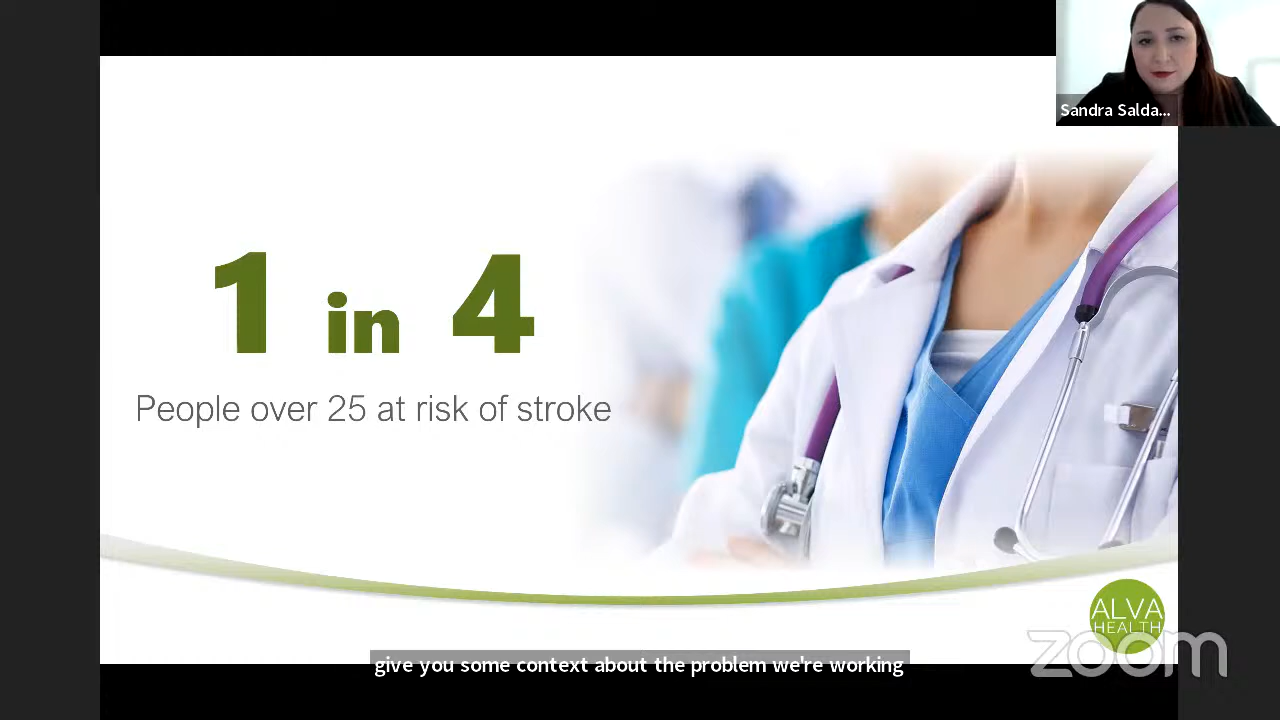 Sandra Salda...
1 in 4
People over 25 at risk of stroke
ALVA
HEALTH
zoom
give you some context about the problem we're working